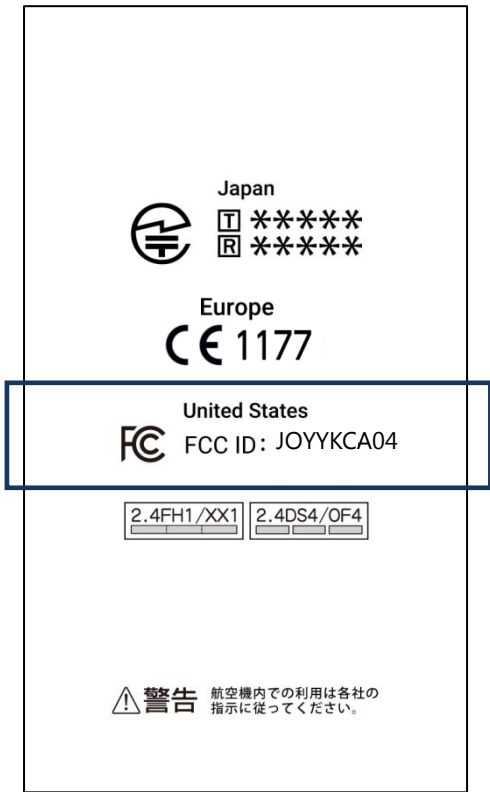 Japan
T *****
R *****
Europe
CE 1177
United States
FC FCC ID: JOYYKCA04
2.4FH1/XX1 2.4DS4/OF4
警告 航空機内での利用は各社の
指示に従ってください。